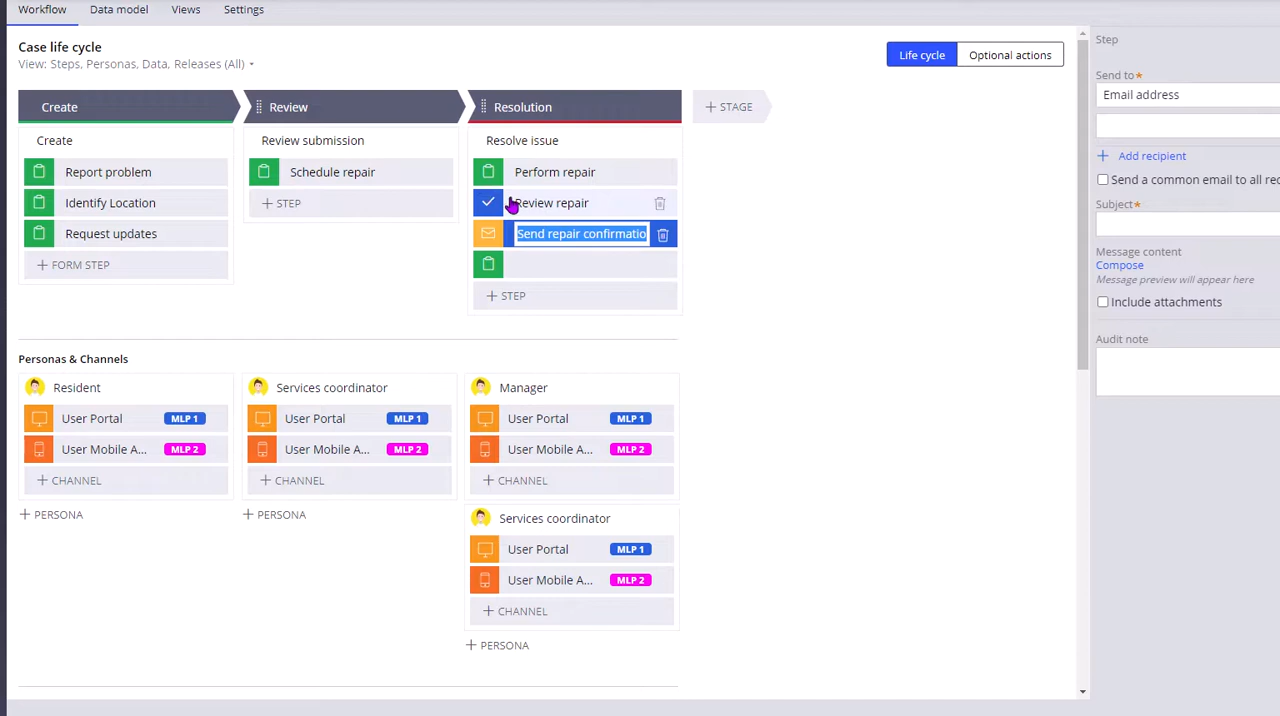 Workflow
Data model
Views
Settings
Case life cycle
View: Steps, Personas, Data, Releases (All)
Life cycle
Optional actions
Create
Review
Resolution
+ STAGE
Create
Report problem
Identify Location
Request updates
+ FORM STEP
Review submission
Schedule repair
+ STEP
Resolve issue
Perform repair
Review repair
Send repair confirmatio
+ STEP
Personas & Channels
Resident
User Portal MLP 1
User Mobile A... MLP 2
+ CHANNEL
+ PERSONA
Services coordinator
User Portal MLP 1
User Mobile A... MLP 2
+ CHANNEL
+ PERSONA
Manager
User Portal MLP 1
User Mobile A... MLP 2
+ CHANNEL
Services coordinator
User Portal MLP 1
User Mobile A... MLP 2
+ CHANNEL
+ PERSONA
Step
Send to*
Email address
+ Add recipient
Send a common email to all rec
Subject*
Message content
Compose
Message preview will appear here
Include attachments
Audit note